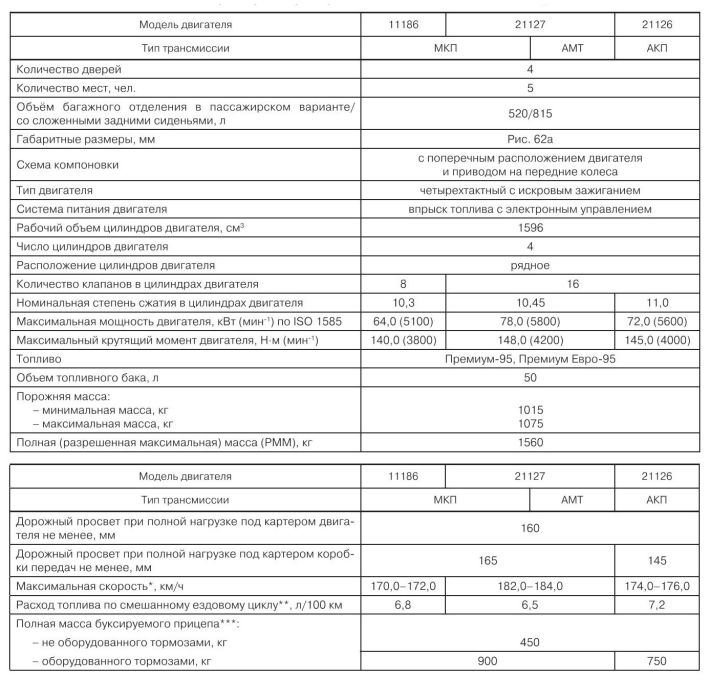 Модель двигателя 11186 21127 21126
Тип трансмиссии МКП АМТ АКП
Количество дверей 4
Количество мест, чел. 5
Объём багажного отделения в пассажирском варианте/
со сложенными задними сиденьями, л 520/815
Габаритные размеры, мм Рис. 62а
Схема компоновки с поперечным расположением двигателя
и приводом на передние колеса
Тип двигателя четырехтактный с искровым зажиганием
Система питания двигателя впрыск топлива с электронным управлением
Рабочий объем цилиндров двигателя, см³ 1596
Число цилиндров двигателя 4
Расположение цилиндров двигателя рядное
Количество клапанов в цилиндрах двигателя 8 16
Номинальная степень сжатия в цилиндрах двигателя 10,3 10,45 11,0
Максимальная мощность двигателя, кВт (мин⁻¹) по ISO 1585 64,0 (5100) 78,0 (5800) 72,0 (5600)
Максимальный крутящий момент двигателя, Н·м (мин⁻¹) 140,0 (3800) 148,0 (4200) 145,0 (4000)
Топливо Премиум-95, Премиум Евро-95
Объем топливного бака, л 50
Порожняя масса:
– минимальная масса, кг 1015
– максимальная масса, кг 1075
Полная (разрешенная максимальная) масса (РММ), кг 1560
Модель двигателя 11186 21127 21126
Тип трансмиссии МКП АМТ АКП
Дорожный просвет при полной нагрузке под картером двига-
теля не менее, мм 160
Дорожный просвет при полной нагрузке под картером короб-
ки передач не менее, мм 165 145
Максимальная скорость*, км/ч 170,0–172,0 182,0–184,0 174,0–176,0
Расход топлива по смешанному ездовому циклу**, л/100 км 6,8 6,5 7,2
Полная масса буксируемого прицепа***:
– не оборудованного тормозами, кг 450
– оборудованного тормозами, кг 900 750